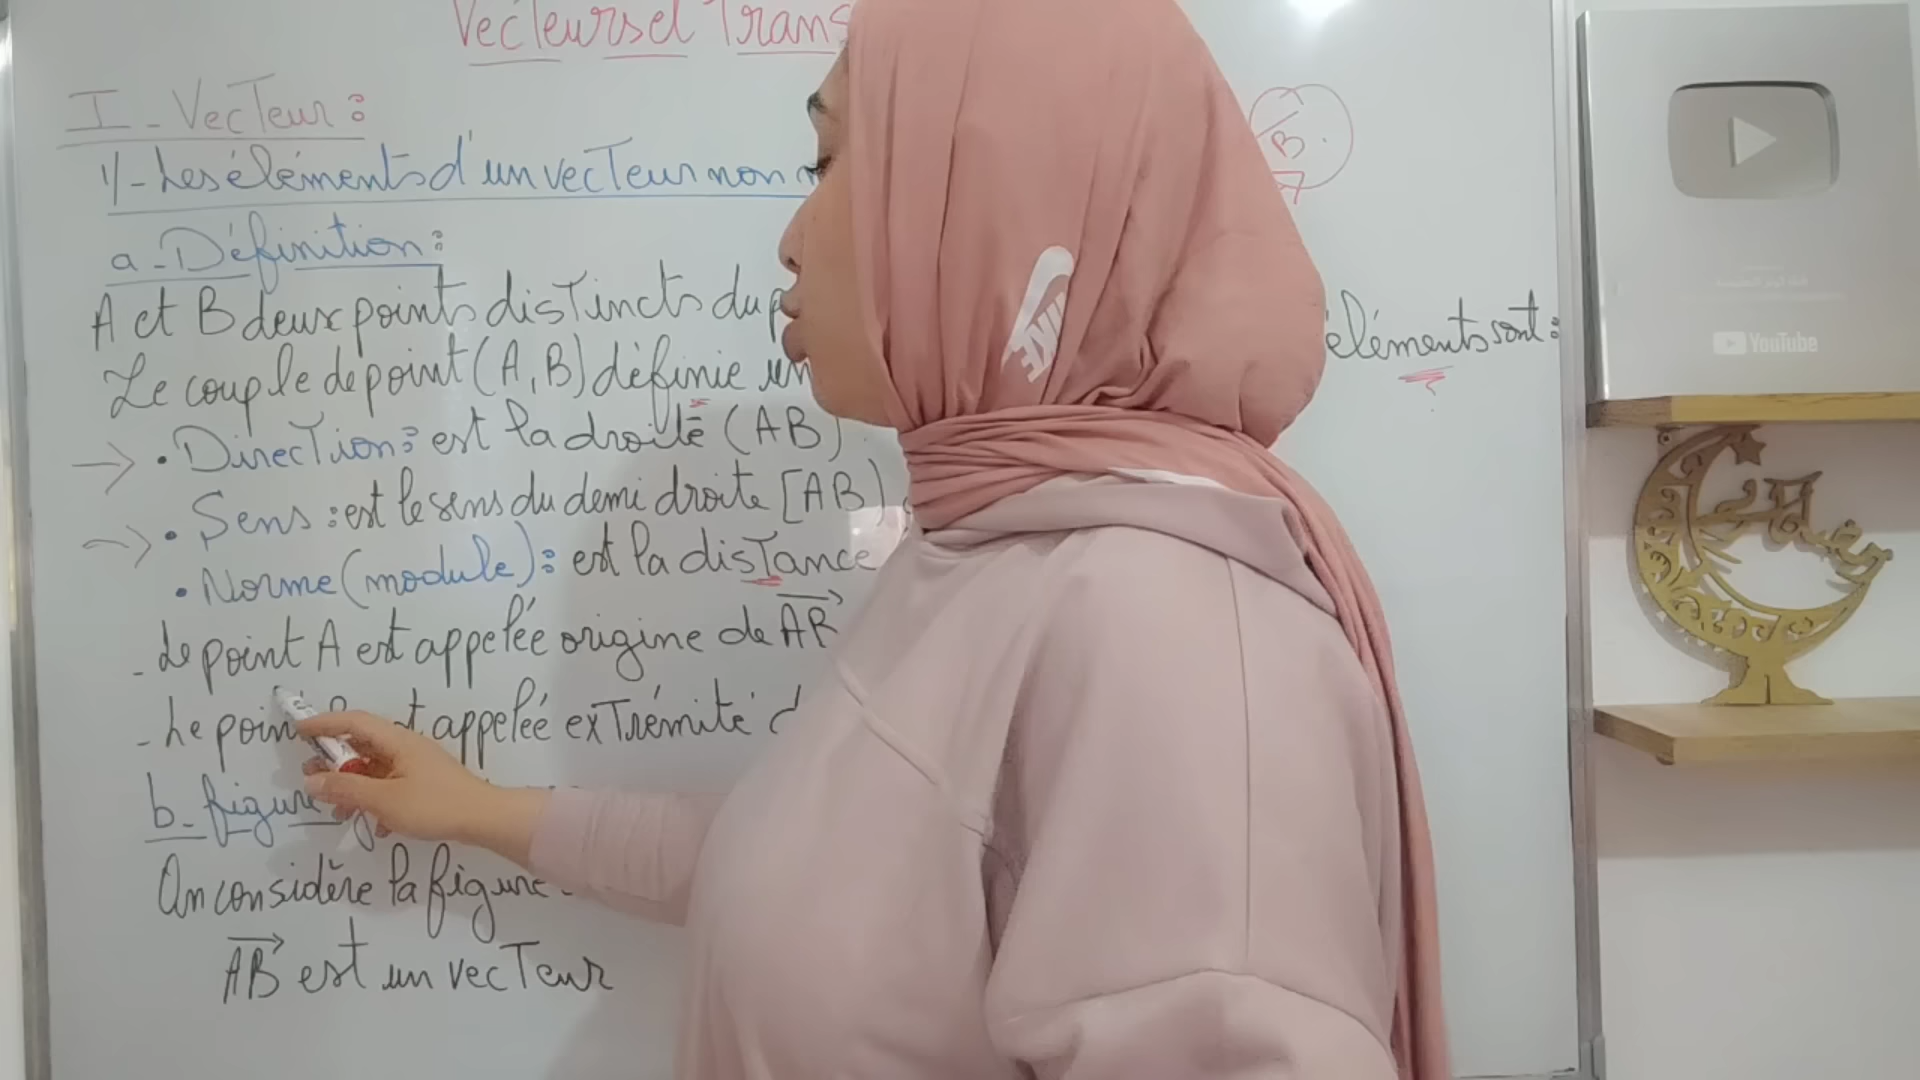 Vecteurs et Trans
I - Vecteur :
1/- Les éléments d'un vecteur non
a - Définition :
A et B deux points distincts du p
Le couple de point (A, B) définie un
éléments sont :
• Direction : est la droite (AB)
• Sens : est le sens du demi droite [AB)
• Norme (module) : est la distance
- Le point A est appelée origine de AB
- Le point B est appelée extrémité d
b - figure
On considère la figure
AB est un vecteur
B
NIKE
YouTube